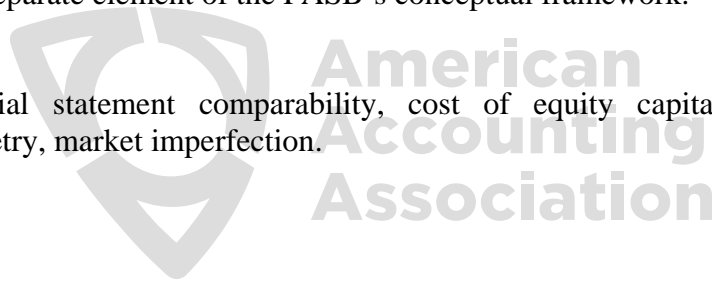 separate element of the FASB's conceptual framework.
American
ial statement comparability, cost of equity capita
etry, market imperfection.
Accounting
Association